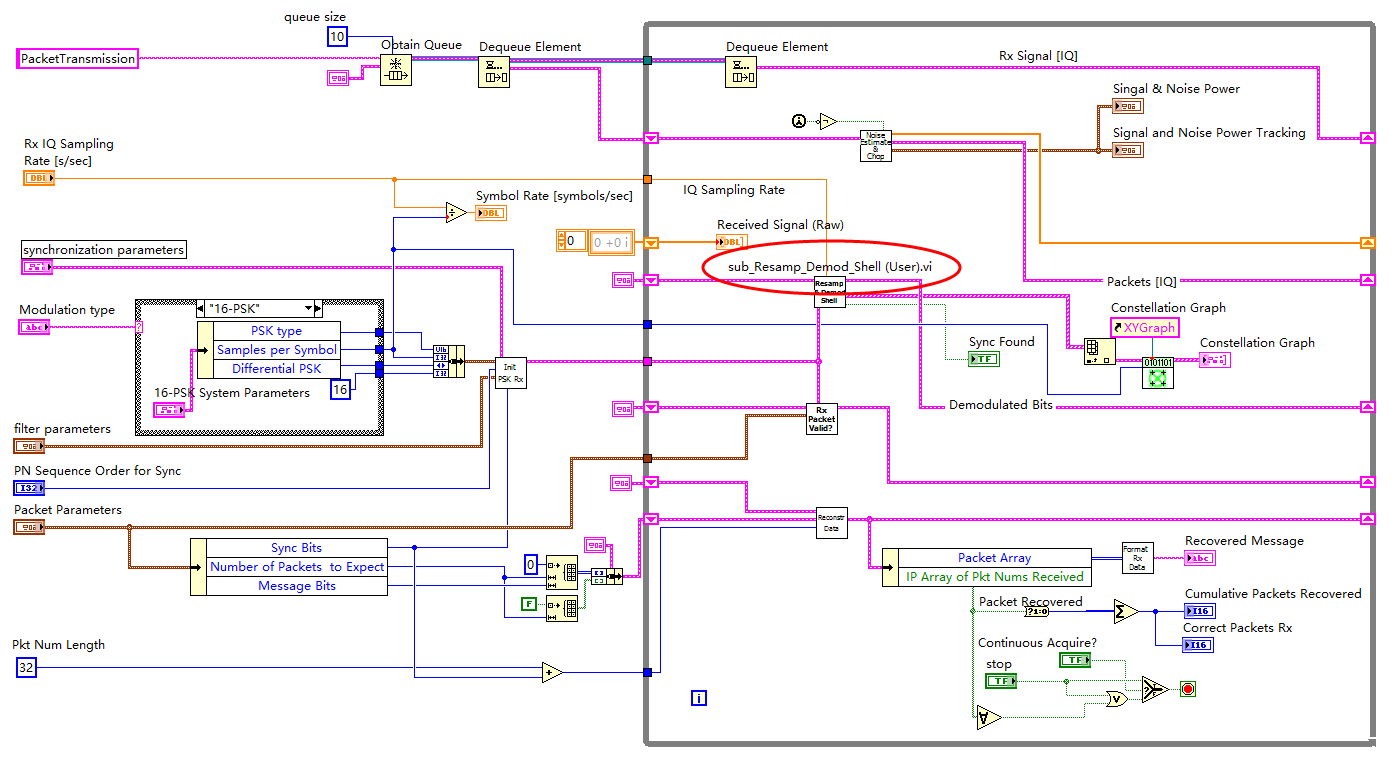 queue size
10
Obtain Queue
Dequeue Element
Dequeue Element
PacketTransmission
Rx Signal [IQ]
Singal & Noise Power
Signal and Noise Power Tracking
Noise
Estimate
&
Chop
Rx IQ Sampling
Rate [s/sec]
DBL
IQ Sampling Rate
Symbol Rate [symbols/sec]
DBL
Received Signal (Raw)
DBL
0
0 +0 i
synchronization parameters
sub_Resamp_Demod_Shell (User).vi
Resamp
Demod
Shell
Packets [IQ]
Modulation type
abc
"16-PSK"
PSK type
Samples per Symbol
Differential PSK
16
16-PSK System Parameters
U16
I32
I32
Init
PSK Rx
Constellation Graph
XYGraph
Constellation Graph
0101101
Sync Found
TF
Demodulated Bits
Rx
Packet
Valid?
filter parameters
PN Sequence Order for Sync
I32
Packet Parameters
Sync Bits
Number of Packets to Expect
Message Bits
0
F
Reconstr
Data
Packet Array
IP Array of Pkt Nums Received
Format
Rx
Data
Recovered Message
abc
Packet Recovered
?1:0
Σ
Cumulative Packets Recovered
I16
Correct Packets Rx
I16
Continuous Acquire?
TF
stop
TF
Pkt Num Length
32
i